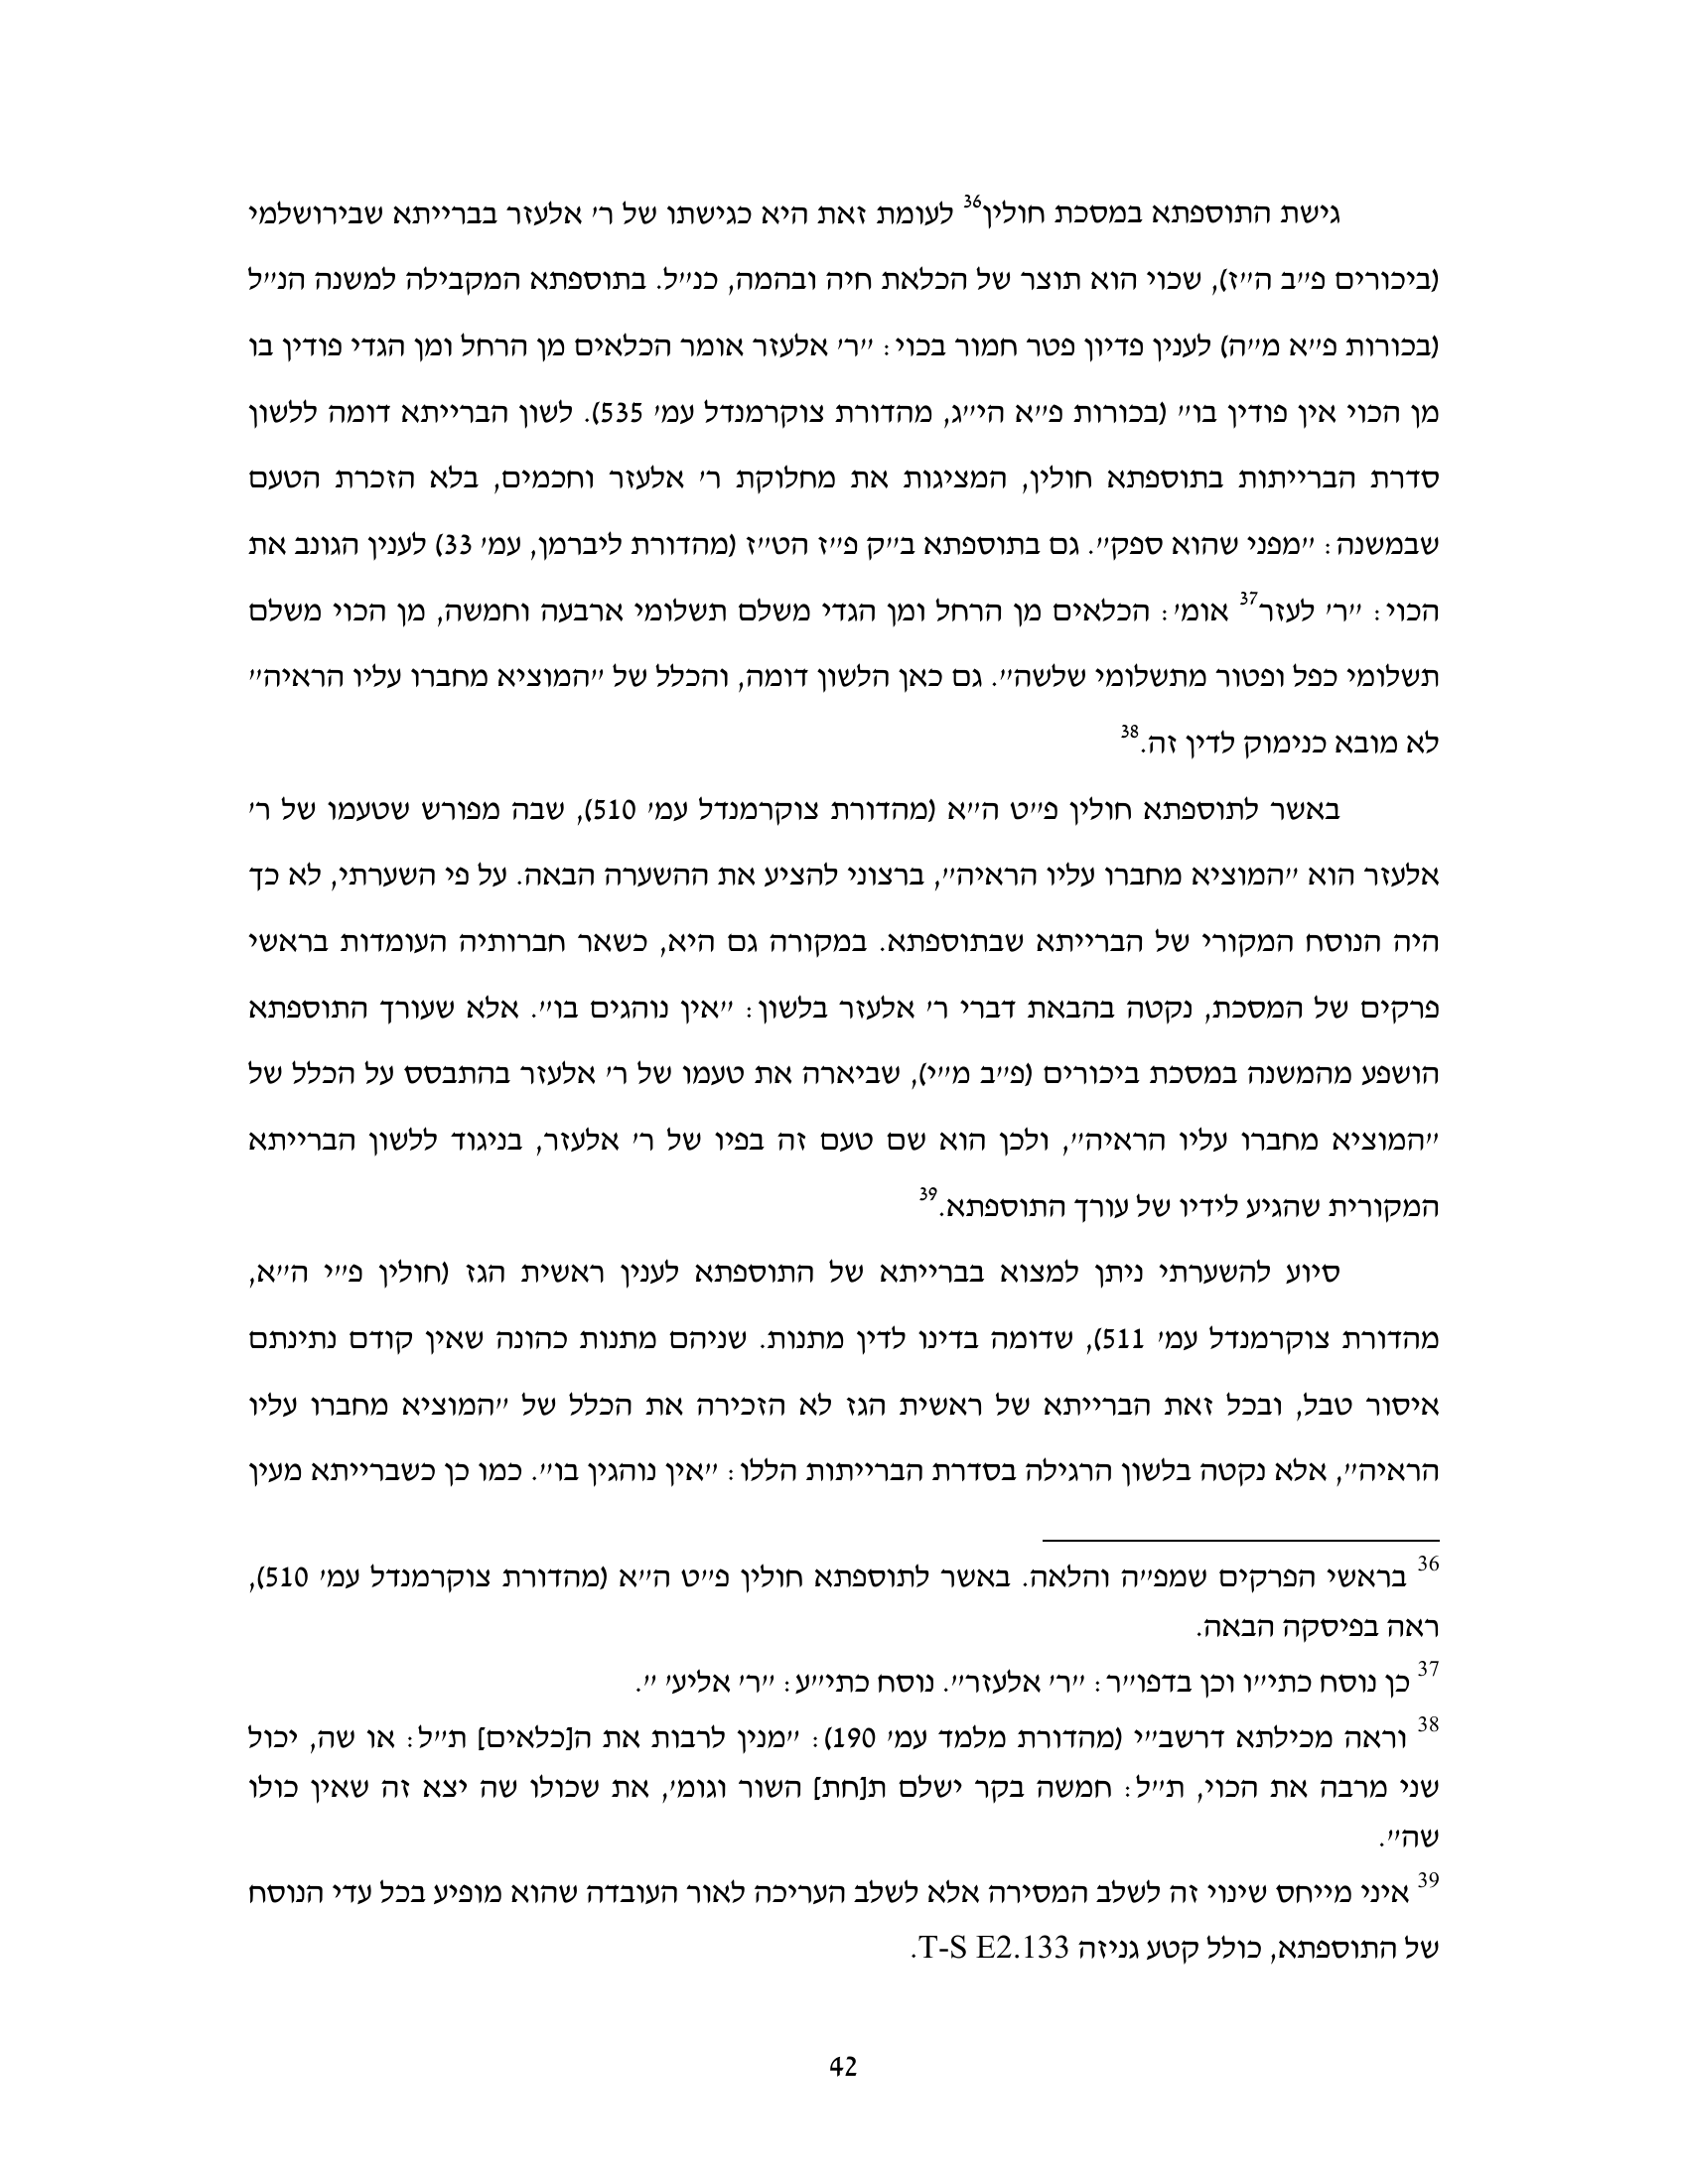 גישת התוספתא במסכת חולין36 לעומת זאת היא כגישתו של ר' אלעזר בברייתא שבירושלמי
(ביכורים פ"ב ה"ז), שכוי הוא תוצר של הכלאת חיה ובהמה, כנ"ל. בתוספתא המקבילה למשנה הנ"ל
(בכורות פ"א מ"ה) לענין פדיון פטר חמור בכוי: "ר' אלעזר אומר הכלאים מן הרחל ומן הגדי פודין בו
מן הכוי אין פודין בו" (בכורות פ"א הי"ג, מהדורת צוקרמנדל עמ' 535). לשון הברייתא דומה ללשון
סדרת הברייתות בתוספתא חולין, המציגות את מחלוקת ר' אלעזר וחכמים, בלא הזכרת הטעם
שבמשנה: "מפני שהוא ספק". גם בתוספתא ב"ק פ"ז הט"ז (מהדורת ליברמן, עמ' 33) לענין הגונב את
הכוי: "ר' לעזר37 אומ': הכלאים מן הרחל ומן הגדי משלם תשלומי ארבעה וחמשה, מן הכוי משלם
תשלומי כפל ופטור מתשלומי שלשה". גם כאן הלשון דומה, והכלל של "המוציא מחברו עליו הראיה"
לא מובא כנימוק לדין זה.38
באשר לתוספתא חולין פ"ט ה"א (מהדורת צוקרמנדל עמ' 510), שבה מפורש שטעמו של ר'
אלעזר הוא "המוציא מחברו עליו הראיה", ברצוני להציע את ההשערה הבאה. על פי השערתי, לא כך
היה הנוסח המקורי של הברייתא שבתוספתא. במקורה גם היא, כשאר חברותיה העומדות בראשי
פרקים של המסכת, נקטה בהבאת דברי ר' אלעזר בלשון: "אין נוהגים בו". אלא שעורך התוספתא
הושפע מהמשנה במסכת ביכורים (פ"ב מ"י), שביארה את טעמו של ר' אלעזר בהתבסס על הכלל של
"המוציא מחברו עליו הראיה", ולכן הוא שם טעם זה בפיו של ר' אלעזר, בניגוד ללשון הברייתא
המקורית שהגיע לידיו של עורך התוספתא.39
סיוע להשערתי ניתן למצוא בברייתא של התוספתא לענין ראשית הגז (חולין פ"י ה"א,
מהדורת צוקרמנדל עמ' 511), שדומה בדינו לדין מתנות. שניהם מתנות כהונה שאין קודם נתינתם
איסור טבל, ובכל זאת הברייתא של ראשית הגז לא הזכירה את הכלל של "המוציא מחברו עליו
הראיה", אלא נקטה בלשון הרגילה בסדרת הברייתות הללו: "אין נוהגין בו". כמו כן כשברייתא מעין
36 בראשי הפרקים שמפ"ה והלאה. באשר לתוספתא חולין פ"ט ה"א (מהדורת צוקרמנדל עמ' 510),
ראה בפיסקה הבאה.
37 כן נוסח כתי"ו וכן בדפו"ר: "ר' אלעזר". נוסח כתי"ע: "ר' אליע' ".
38 וראה מכילתא דרשב"י (מהדורת מלמד עמ' 190): "מנין לרבות את ה[כלאים] ת"ל: או שה, יכול
שני מרבה את הכוי, ת"ל: חמשה בקר ישלם ת[חת] השור וגומ', את שכולו שה יצא זה שאין כולו
שה".
39 איני מייחס שינוי זה לשלב המסירה אלא לשלב העריכה לאור העובדה שהוא מופיע בכל עדי הנוסח
של התוספתא, כולל קטע גניזה T-S E2.133.
42